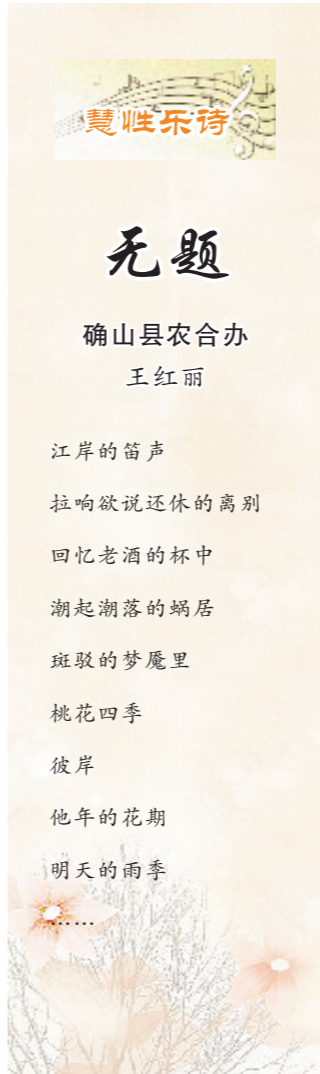 慧性乐诗
无题
确山县农合办
王红丽
江岸的笛声
拉响欲说还休的离别
回忆老酒的杯中
潮起潮落的蜗居
斑驳的梦魇里
桃花四季
彼岸
他年的花期
明天的雨季
……